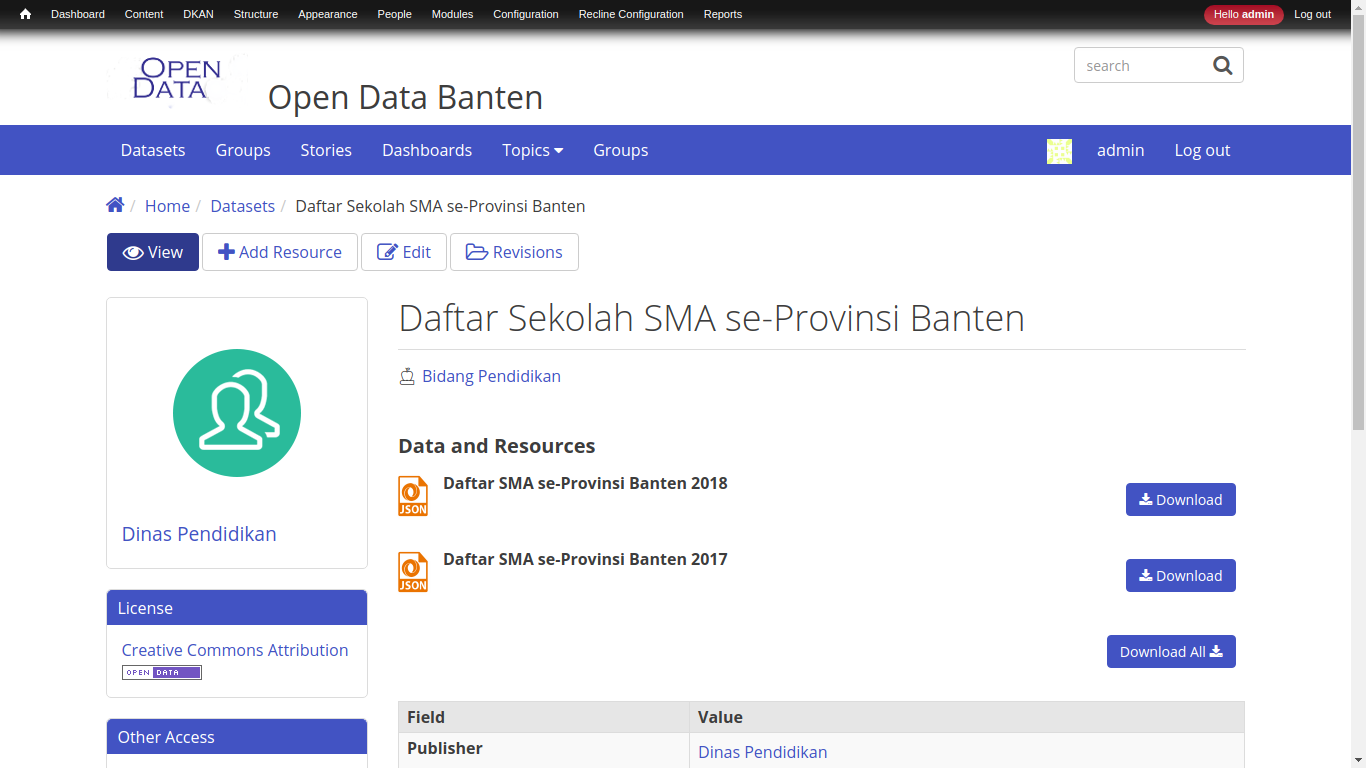 Dashboard Content DKAN Structure Appearance People Modules Configuration Recline Configuration Reports Hello admin Log out
OPEN DATA
Open Data Banten
search
Datasets Groups Stories Dashboards Topics Groups admin Log out
/ Home / Datasets / Daftar Sekolah SMA se-Provinsi Banten
View Add Resource Edit Revisions
Dinas Pendidikan
License
Creative Commons Attribution
OPEN DATA
Other Access
Daftar Sekolah SMA se-Provinsi Banten
Bidang Pendidikan
Data and Resources
JSON Daftar SMA se-Provinsi Banten 2018 Download
JSON Daftar SMA se-Provinsi Banten 2017 Download
Download All
Field Value
Publisher Dinas Pendidikan